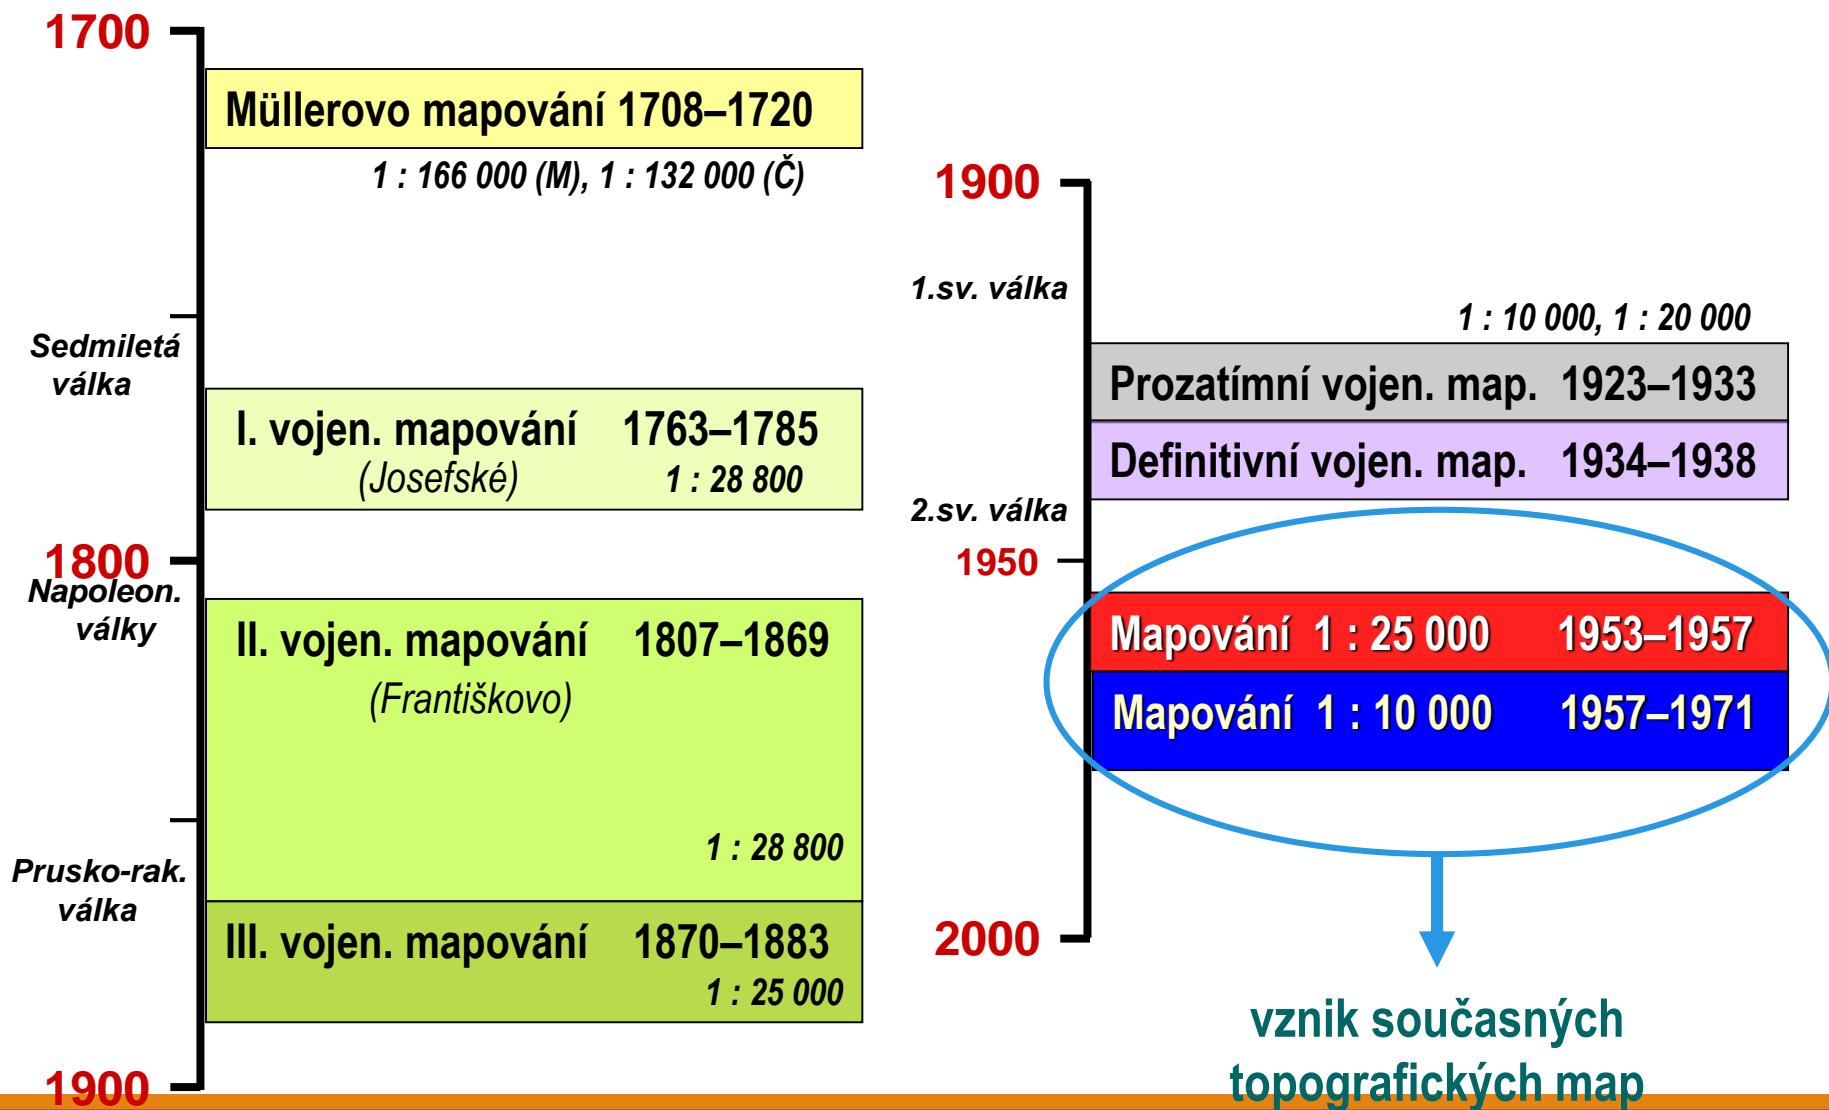 1700
Müllerovo mapování 1708–1720
1 : 166 000 (M), 1 : 132 000 (Č)
Sedmiletá
válka
I. vojen. mapování 1763–1785
(Josefské) 1 : 28 800
1800
Napoleon.
války
II. vojen. mapování 1807–1869
(Františkovo)
1 : 28 800
Prusko-rak.
válka
III. vojen. mapování 1870–1883
1 : 25 000
1900
1900
1.sv. válka
1 : 10 000, 1 : 20 000
Prozatímní vojen. map. 1923–1933
Definitivní vojen. map. 1934–1938
2.sv. válka
1950
Mapování 1 : 25 000 1953–1957
Mapování 1 : 10 000 1957–1971
2000
vznik současných
topografických map